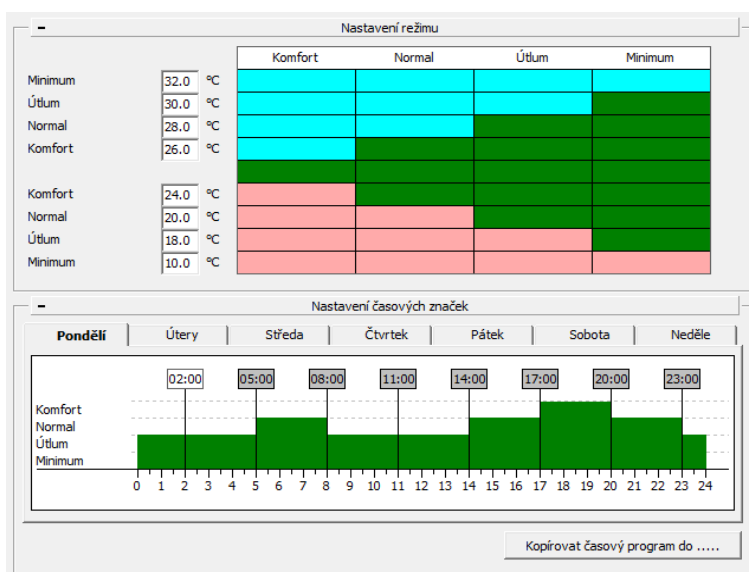 Nastavení režimu
Komfort Normal Útlum Minimum
Minimum 32.0 °C
Útlum 30.0 °C
Normal 28.0 °C
Komfort 26.0 °C
Komfort 24.0 °C
Normal 20.0 °C
Útlum 18.0 °C
Minimum 10.0 °C
Nastavení časových značek
Pondělí Útery Středa Čtvrtek Pátek Sobota Neděle
02:00 05:00 08:00 11:00 14:00 17:00 20:00 23:00
Komfort
Normal
Útlum
Minimum
0 1 2 3 4 5 6 7 8 9 10 11 12 13 14 15 16 17 18 19 20 21 22 23 24
Kopírovat časový program do .....